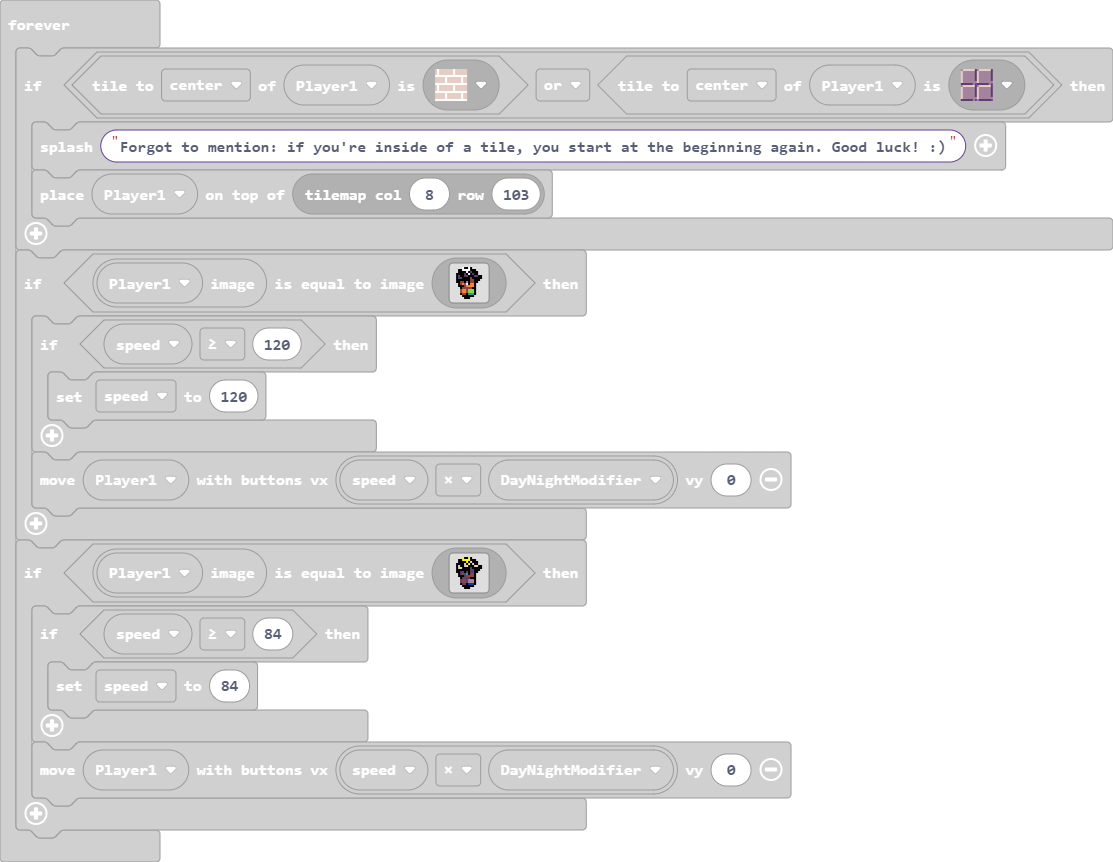 forever
if tile to center of Player1 is or tile to center of Player1 is then
splash "Forgot to mention: if you're inside of a tile, you start at the beginning again. Good luck! :)"
place Player1 on top of tilemap col 8 row 103
if Player1 image is equal to image then
if speed ≥ 120 then
set speed to 120
move Player1 with buttons vx speed × DayNightModifier vy 0
if Player1 image is equal to image then
if speed ≥ 84 then
set speed to 84
move Player1 with buttons vx speed × DayNightModifier vy 0